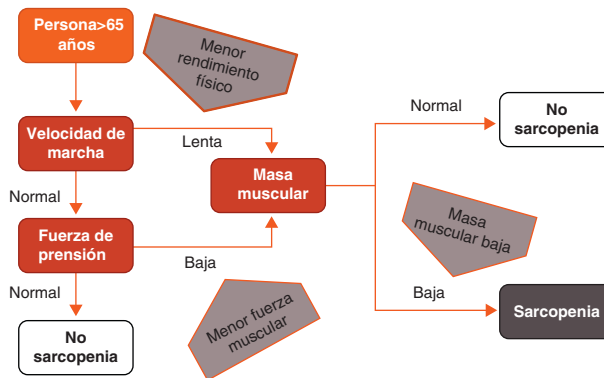 Persona>65
años
Menor
rendimiento
físico
Velocidad de
marcha
Lenta
Normal
No
sarcopenia
Masa
muscular
Normal
Fuerza de
prensión
Baja
Masa
muscular baja
Normal
Menor fuerza
muscular
Baja
Sarcopenia
No
sarcopenia